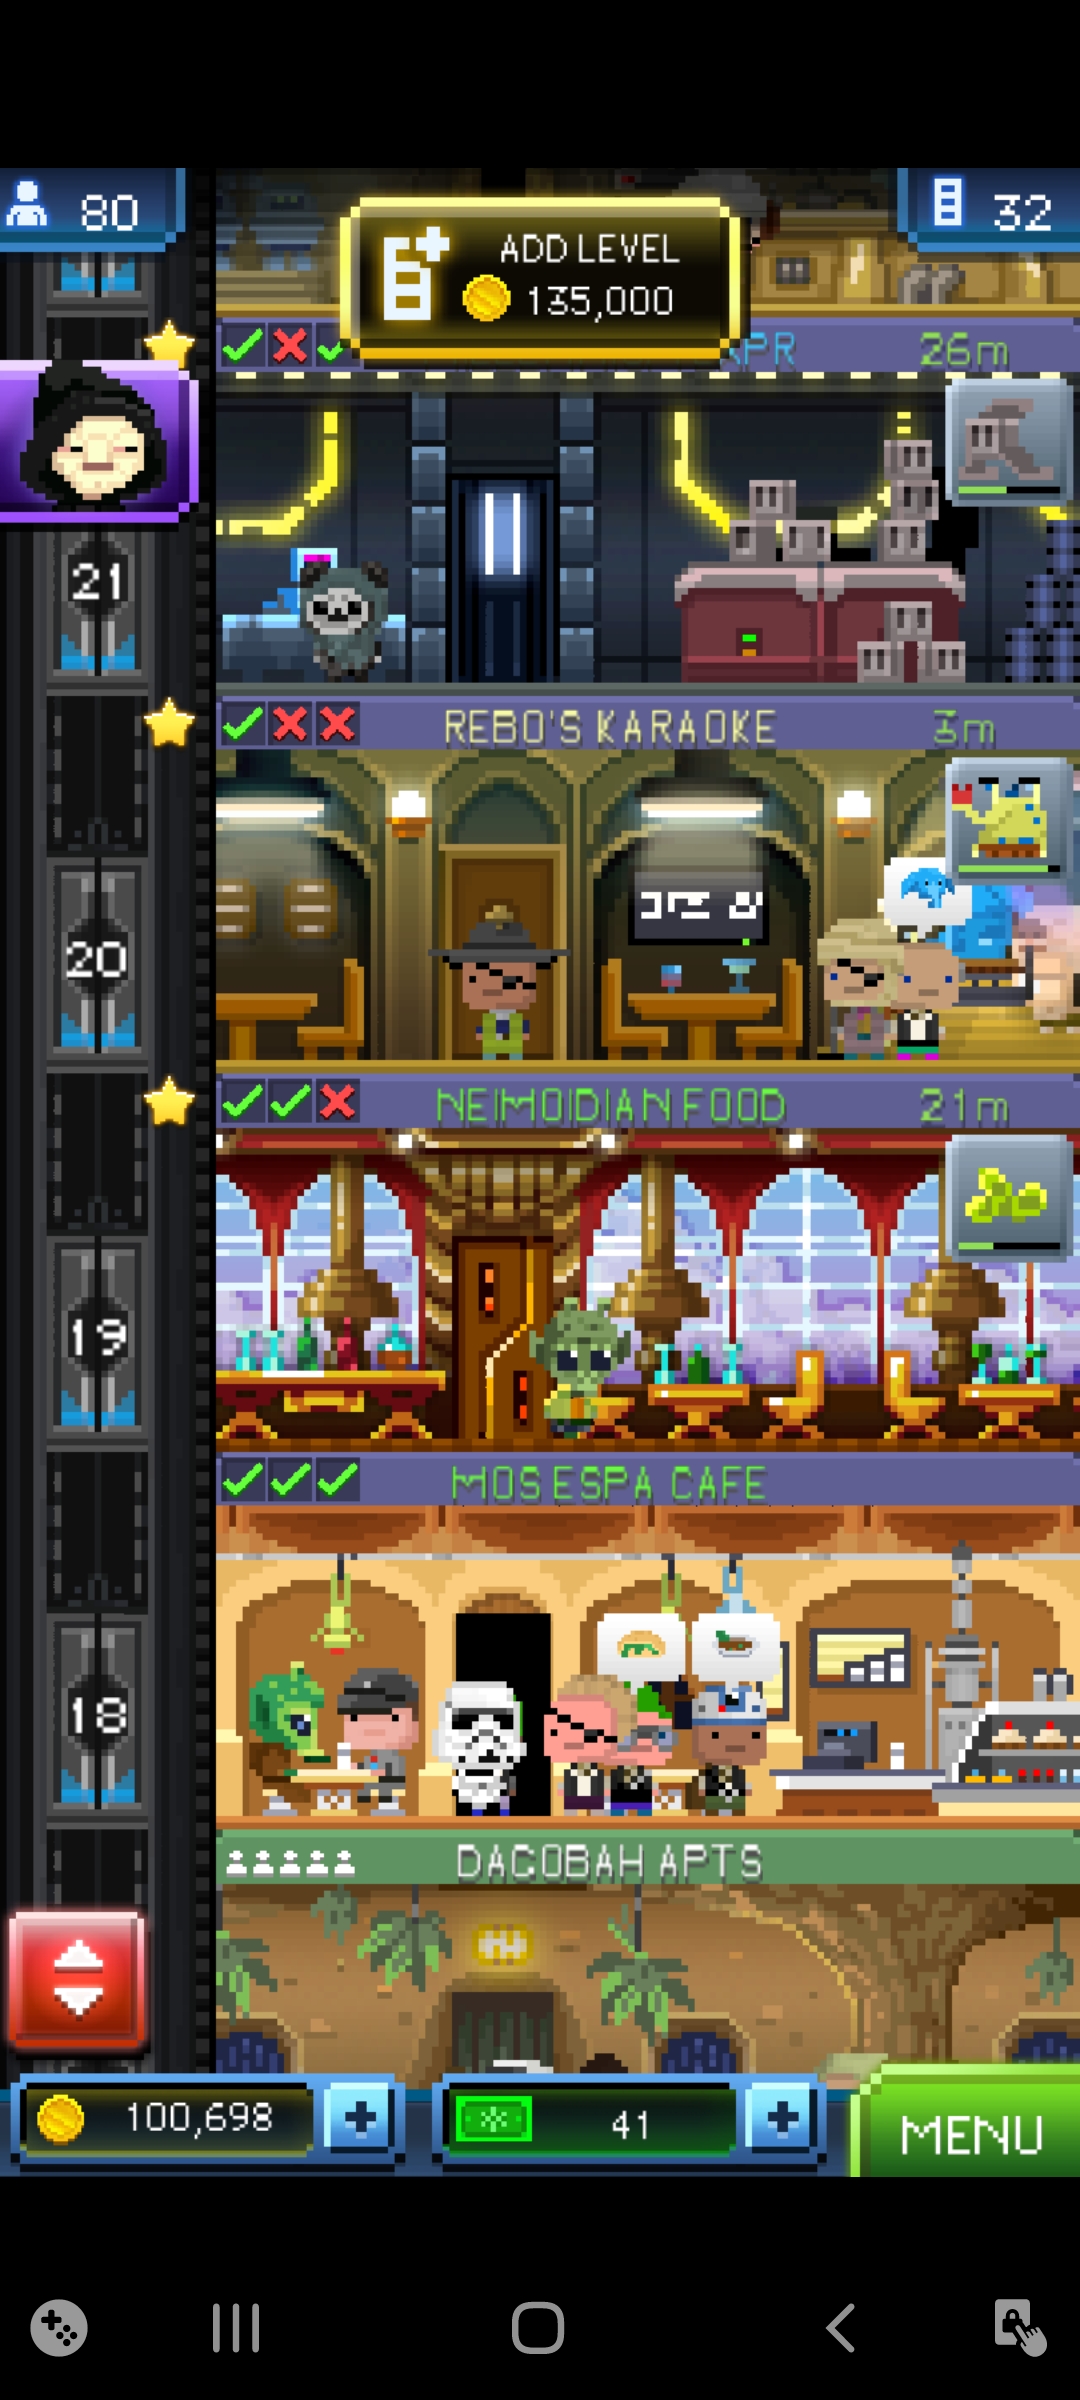 80
ADD LEVEL
135,000
32
26m
21
REBO'S KARAOKE
3m
20
NEIMOIDIAN FOOD
21m
19
MOS ESPA CAFE
18
DAGOBAH APTS
100,698
41
MENU